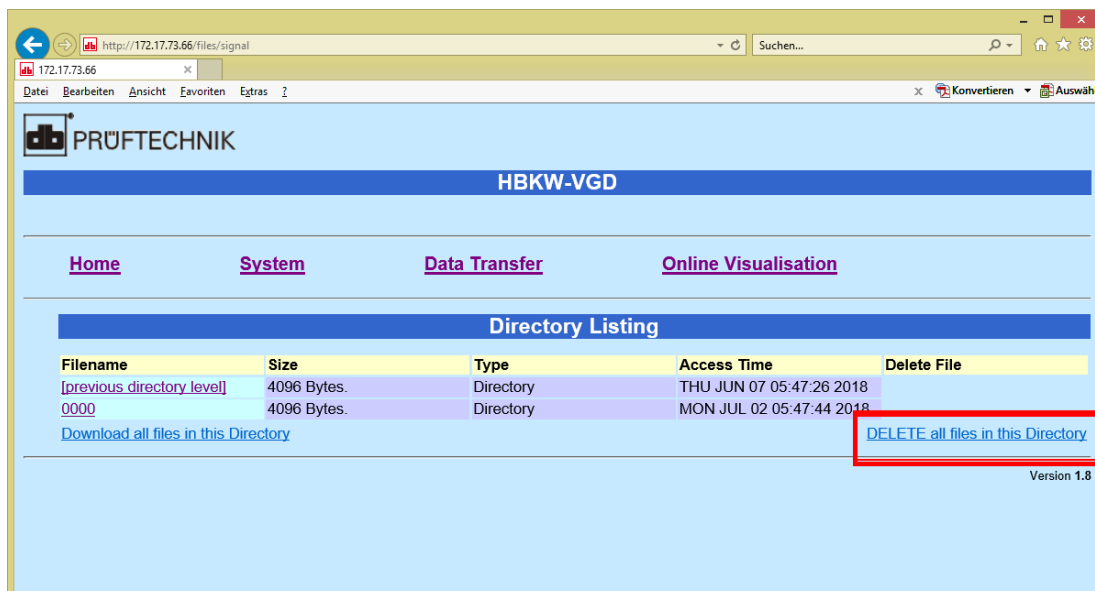 http://172.17.73.66/files/signal
Suchen...
172.17.73.66
Datei Bearbeiten Ansicht Favoriten Extras ?
x Konvertieren Auswäh
db PRÜFTECHNIK
HBKW-VGD
Home System Data Transfer Online Visualisation
Directory Listing
Filename Size Type Access Time Delete File
[previous directory level] 4096 Bytes. Directory THU JUN 07 05:47:26 2018
0000 4096 Bytes. Directory MON JUL 02 05:47:44 2018
Download all files in this Directory DELETE all files in this Directory
Version 1.8